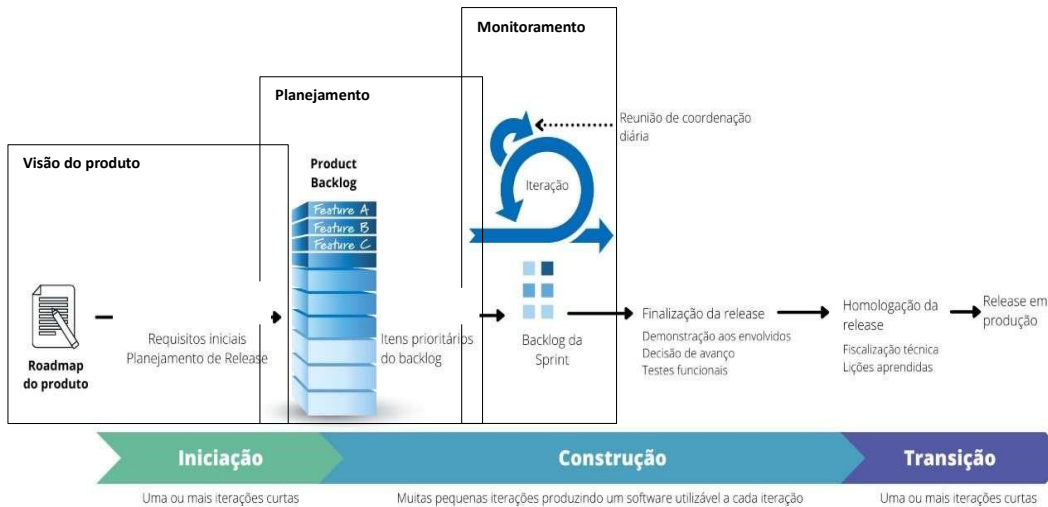 Monitoramento
Planejamento
Visão do produto
Reunião de coordenação
diária
Product
Backlog
Feature A
Feature B
Feature C
Iteração
Roadmap
do produto
Requisitos iniciais
Planejamento de Release
Itens prioritários
do backlog
Backlog da
Sprint
Finalização da release
Demonstração aos envolvidos
Decisão de avanço
Testes funcionais
Homologação da
release
Fiscalização técnica
Lições aprendidas
Release em
produção
Iniciação
Construção
Transição
Uma ou mais iterações curtas
Muitas pequenas iterações produzindo um software utilizável a cada iteração
Uma ou mais iterações curtas